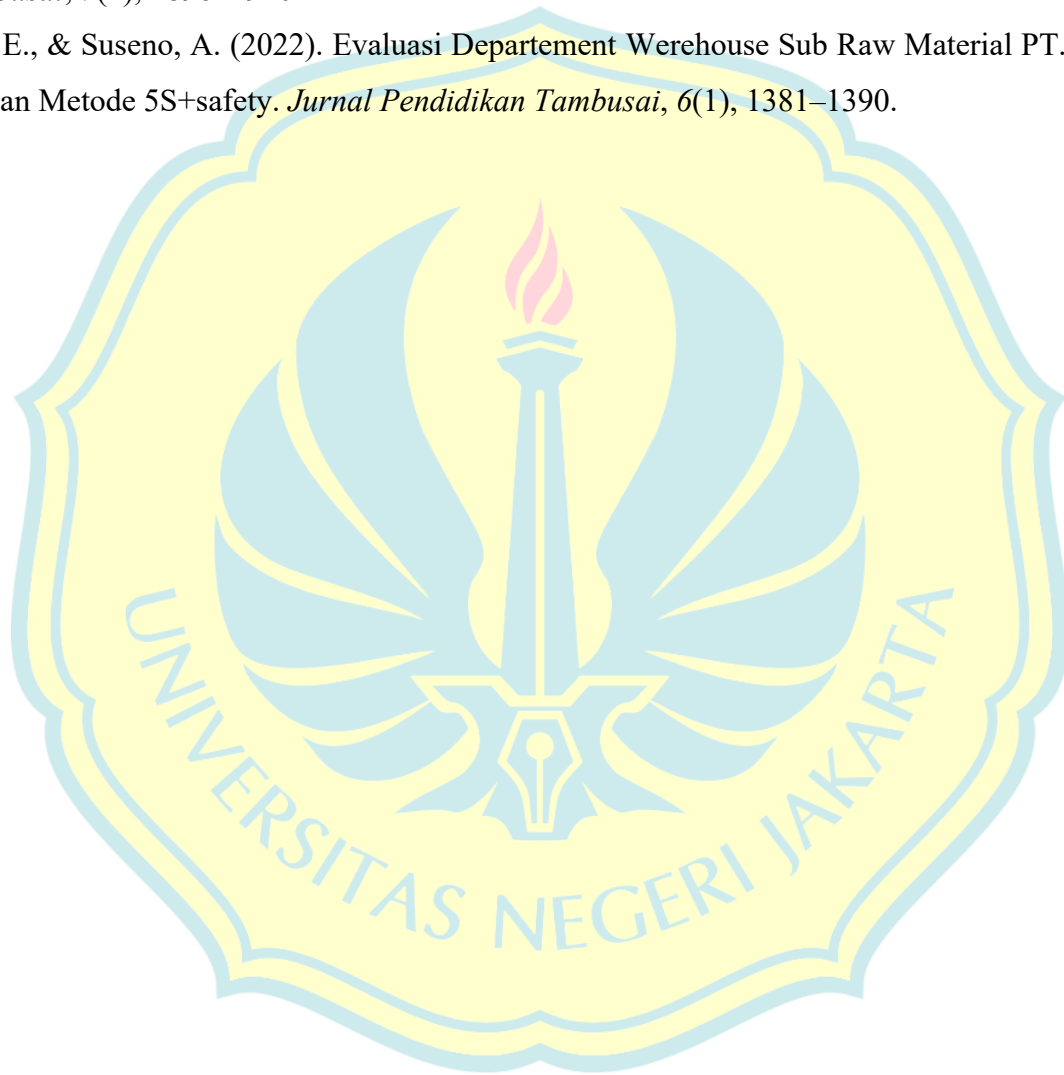 E., & Suseno, A. (2022). Evaluasi Departement Werehouse Sub Raw Material PT.
an Metode 5S+safety. Jurnal Pendidikan Tambusai, 6(1), 1381–1390.
UNIVERSITAS NEGERI JAKARTA